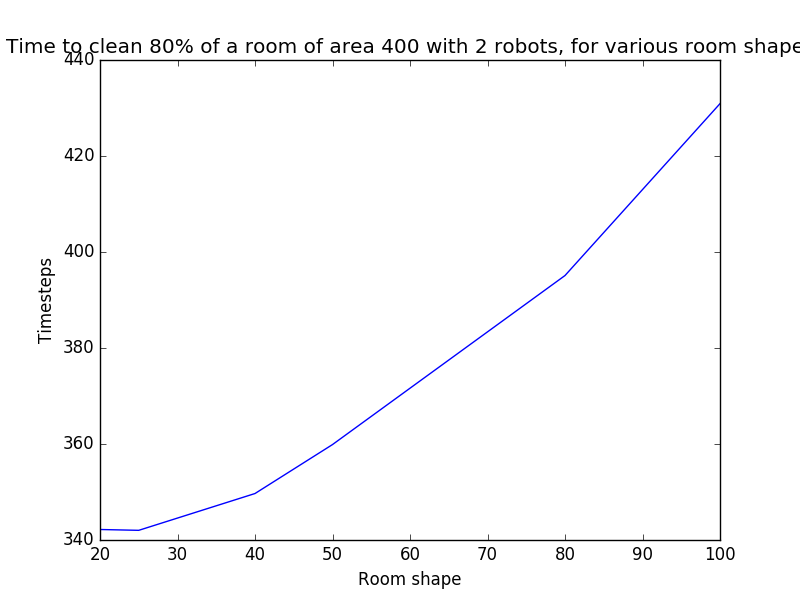 Time to clean 80% of a room of area 400 with 2 robots, for various room shape
440
420
400
380
360
340
Timesteps
20 30 40 50 60 70 80 90 100
Room shape